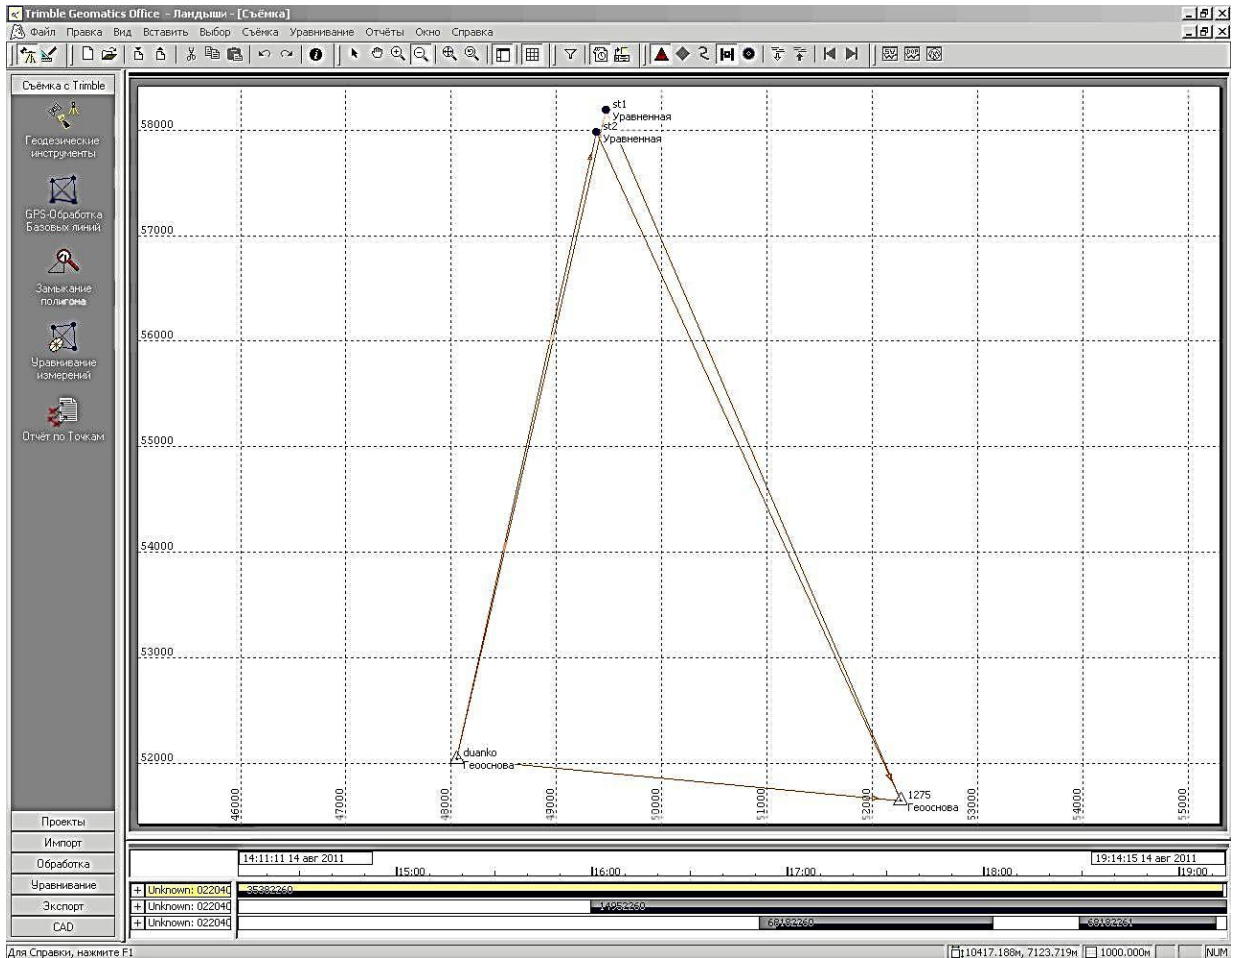 Trimble Geomatics Office - Ландыши - [Съёмка]
Файл Правка Вид Вставить Выбор Съёмка Уравнивание Отчёты Окно Справка
Съёмка с Trimble
Геодезические
инструменты
GPS-Обработка
Базовых линий
Замыкание
полигона
Уравнивание
измерений
Отчёт по Точкам
Проекты
Импорт
Обработка
Уравнивание
Экспорт
CAD
st1
Уравненная
58000
st2
Уравненная
57000
56000
55000
54000
53000
52000
duanko
Геооснова
1275
Геооснова
46000 47000 48000 49000 50000 51000 52000 53000 54000 55000
14:11:11 14 авг 2011 19:14:15 14 авг 2011
15:00 16:00 17:00 18:00 19:00
+ Unknown: 02204C 35382260
+ Unknown: 02204C 14952260
+ Unknown: 02204C 68182260 68182261
Для Справки, нажмите F1 10417.188м, 7123.719м 1000.000м NUM